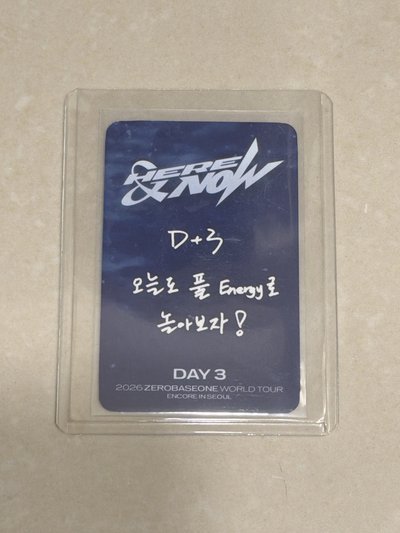 HERE
& NOW
D+3
오늘도 풀 Energy로
놀아보자!
DAY 3
2026 ZEROBASEONE WORLD TOUR
ENCORE IN SEOUL